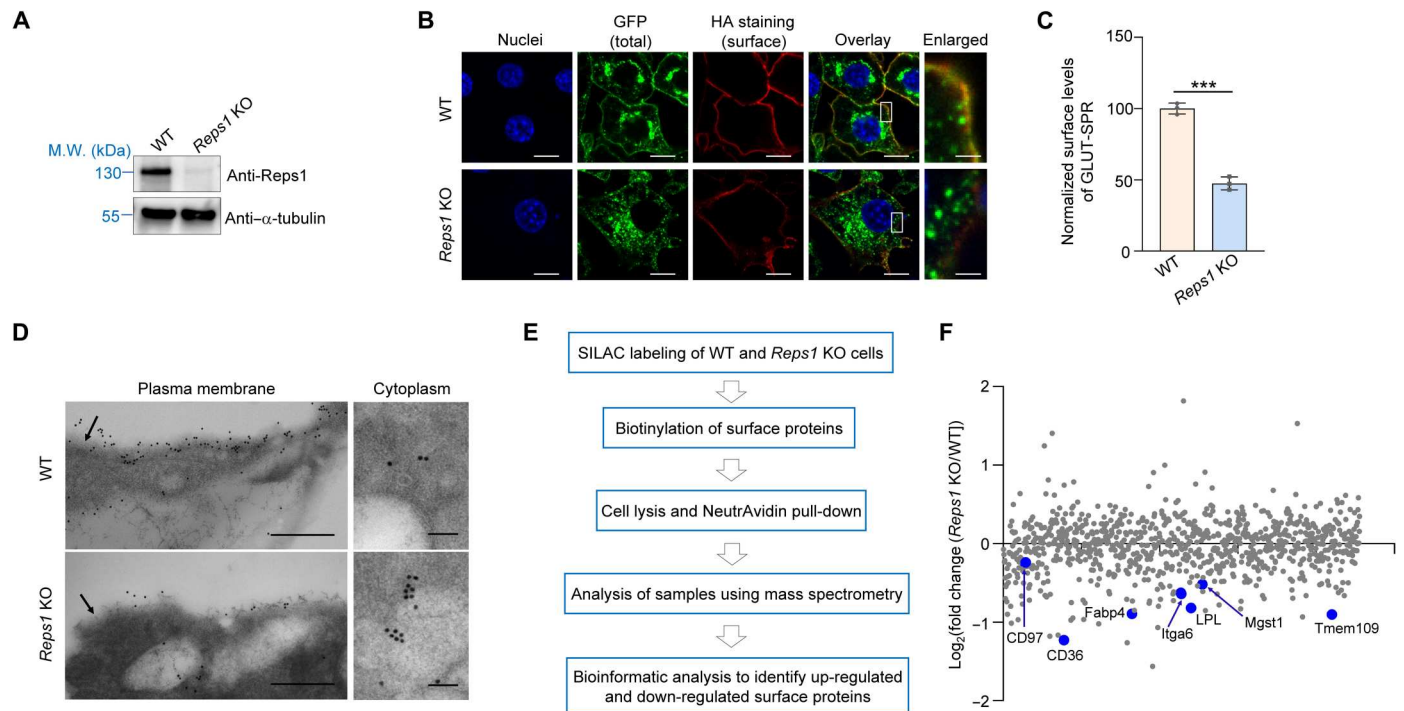 A
M.W. (kDa)
WT
Reps1 KO
130
Anti-Reps1
55
Anti–α-tubulin
B
Nuclei
GFP
(total)
HA staining
(surface)
Overlay
Enlarged
WT
Reps1 KO
C
Normalized surface levels
of GLUT-SPR
150
100
50
0
***
WT
Reps1 KO
D
Plasma membrane
Cytoplasm
WT
Reps1 KO
E
SILAC labeling of WT and Reps1 KO cells
Biotinylation of surface proteins
Cell lysis and NeutrAvidin pull-down
Analysis of samples using mass spectrometry
Bioinformatic analysis to identify up-regulated
and down-regulated surface proteins
F
Log2(fold change (Reps1 KO/WT])
2
1
0
–1
–2
CD97
CD36
Fabp4
Itga6
LPL
Mgst1
Tmem109